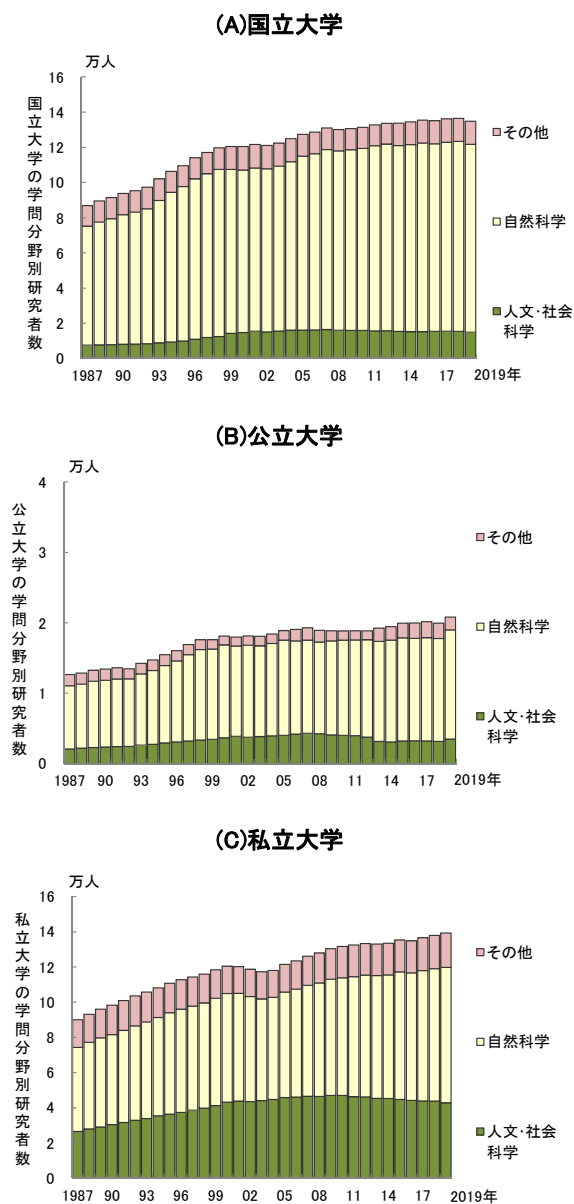 (A)国立大学
万人
国立大学の学問分野別研究者数
16
14
12
10
8
6
4
2
0
1987 90 93 96 99 02 05 08 11 14 17 2019年
その他
自然科学
人文・社会
科学
(B)公立大学
万人
公立大学の学問分野別研究者数
4
3
2
1
0
1987 90 93 96 99 02 05 08 11 14 17 2019年
その他
自然科学
人文・社会
科学
(C)私立大学
万人
私立大学の学問分野別研究者数
16
14
12
10
8
6
4
2
0
1987 90 93 96 99 02 05 08 11 14 17 2019年
その他
自然科学
人文・社会
科学